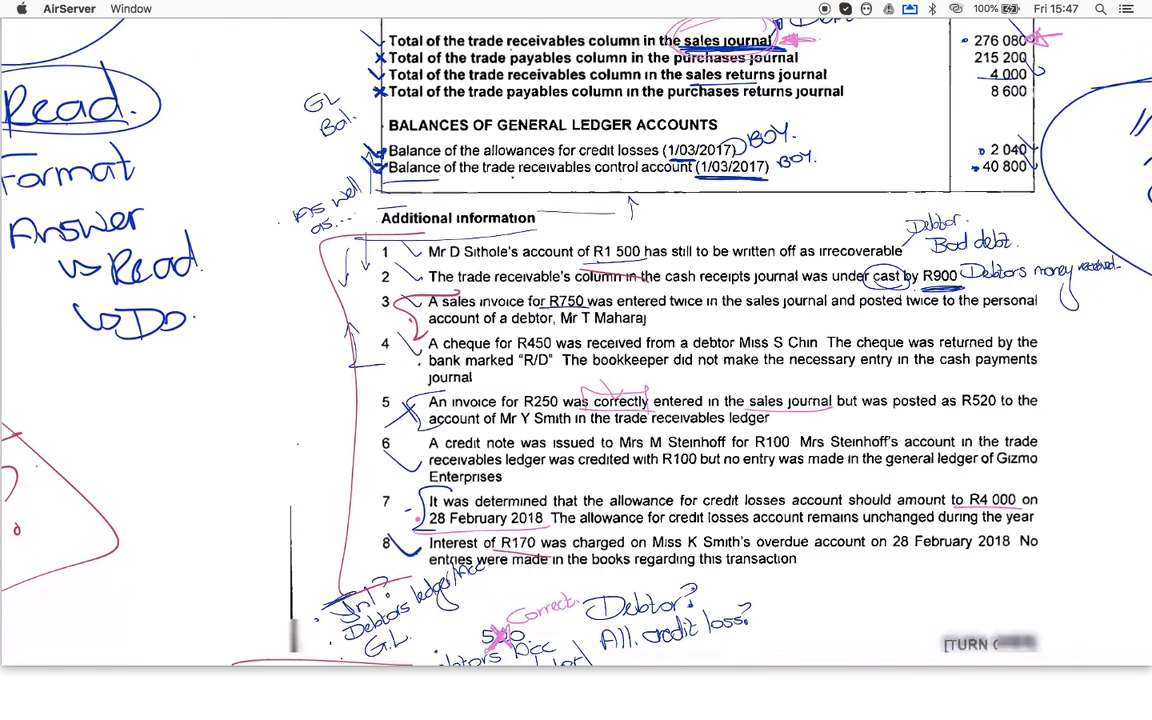 AirServer Window 100% Fri 15:47
Total of the trade receivables column in the sales journal 276 080
Total of the trade payables column in the purchases journal 215 200
Total of the trade receivables column in the sales returns journal 4 000
Total of the trade payables column in the purchases returns journal 8 600
GL
Bal.
BALANCES OF GENERAL LEDGER ACCOUNTS
Balance of the allowances for credit losses (1/03/2017) BOY. 2 040
Balance of the trade receivables control account (1/03/2017) BOY. 40 800
Read.
Format
Answer
Read.
Do.
As well
as...
Additional information
Debtor.
Bad debt.
1 Mr D Sithole's account of R1 500 has still to be written off as irrecoverable
2 The trade receivable's column in the cash receipts journal was under cast by R900 Debtors money received.
3 A sales invoice for R750 was entered twice in the sales journal and posted twice to the personal
account of a debtor, Mr T Maharaj
4 A cheque for R450 was received from a debtor Miss S Chin The cheque was returned by the
bank marked "R/D" The bookkeeper did not make the necessary entry in the cash payments
journal
5 An invoice for R250 was correctly entered in the sales journal but was posted as R520 to the
account of Mr Y Smith in the trade receivables ledger
6 A credit note was issued to Mrs M Steinhoff for R100 Mrs Steinhoff's account in the trade
receivables ledger was credited with R100 but no entry was made in the general ledger of Gizmo
Enterprises
7 It was determined that the allowance for credit losses account should amount to R4 000 on
28 February 2018 The allowance for credit losses account remains unchanged during the year
8 Interest of R170 was charged on Miss K Smith's overdue account on 28 February 2018 No
entries were made in the books regarding this transaction
Jnl?
Debtors ledger/Acc
G.L.
Correct.
Debtor?
All. credit loss?
[TURN